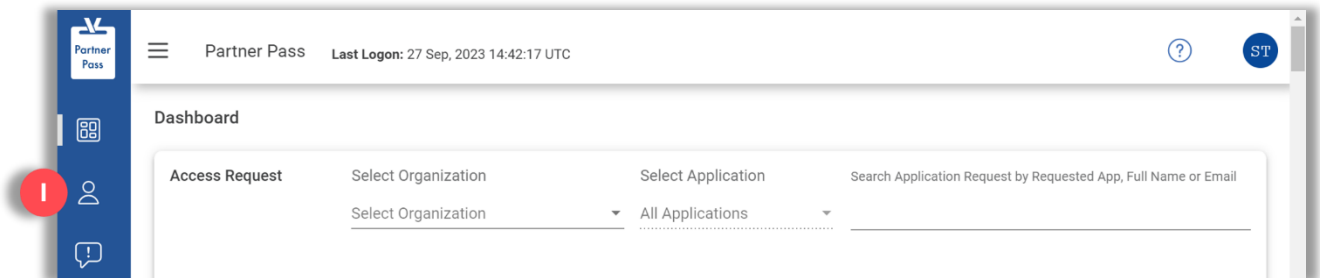 Partner
Pass
Partner Pass Last Logon: 27 Sep, 2023 14:42:17 UTC
?
ST
Dashboard
Access Request
Select Organization
Select Application
Search Application Request by Requested App, Full Name or Email
Select Organization
All Applications
I
!